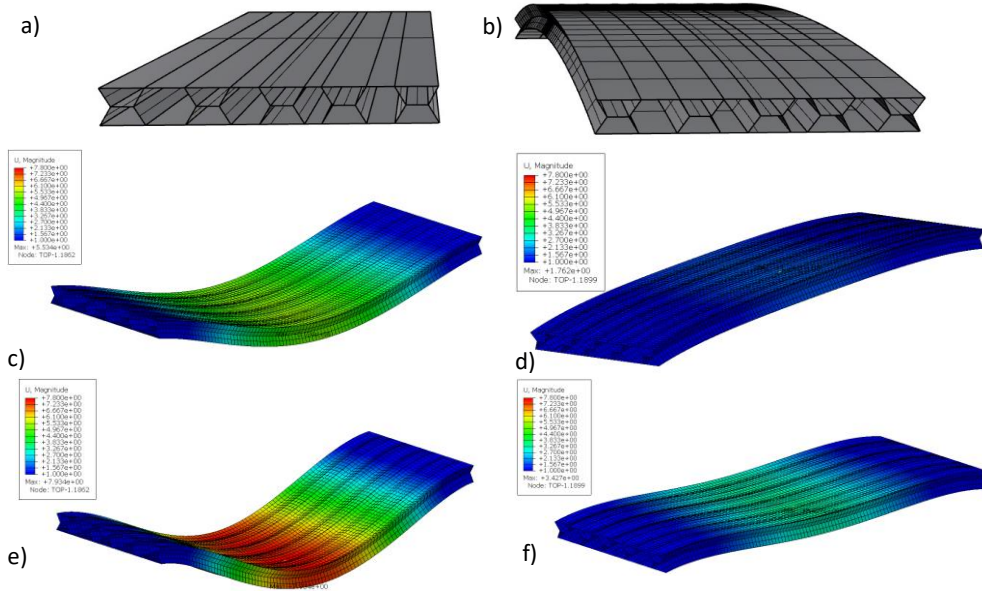 a)
b)
U, Magnitude
+7.800e+00
+7.233e+00
+6.667e+00
+6.100e+00
+5.533e+00
+4.967e+00
+4.400e+00
+3.833e+00
+3.267e+00
+2.700e+00
+2.133e+00
+1.567e+00
+1.000e+00
Max: +5.534e+00
Node: TOP-1.1862
U, Magnitude
+7.800e+00
+7.233e+00
+6.667e+00
+6.100e+00
+5.533e+00
+4.967e+00
+4.400e+00
+3.833e+00
+3.267e+00
+2.700e+00
+2.133e+00
+1.567e+00
+1.000e+00
Max: +1.762e+00
Node: TOP-1.1899
c)
d)
U, Magnitude
+7.800e+00
+7.233e+00
+6.667e+00
+6.100e+00
+5.533e+00
+4.967e+00
+4.400e+00
+3.833e+00
+3.267e+00
+2.700e+00
+2.133e+00
+1.567e+00
+1.000e+00
Max: +7.934e+00
Node: TOP-1.1862
U, Magnitude
+7.800e+00
+7.233e+00
+6.667e+00
+6.100e+00
+5.533e+00
+4.967e+00
+4.400e+00
+3.833e+00
+3.267e+00
+2.700e+00
+2.133e+00
+1.567e+00
+1.000e+00
Max: +3.427e+00
Node: TOP-1.1899
e)
f)